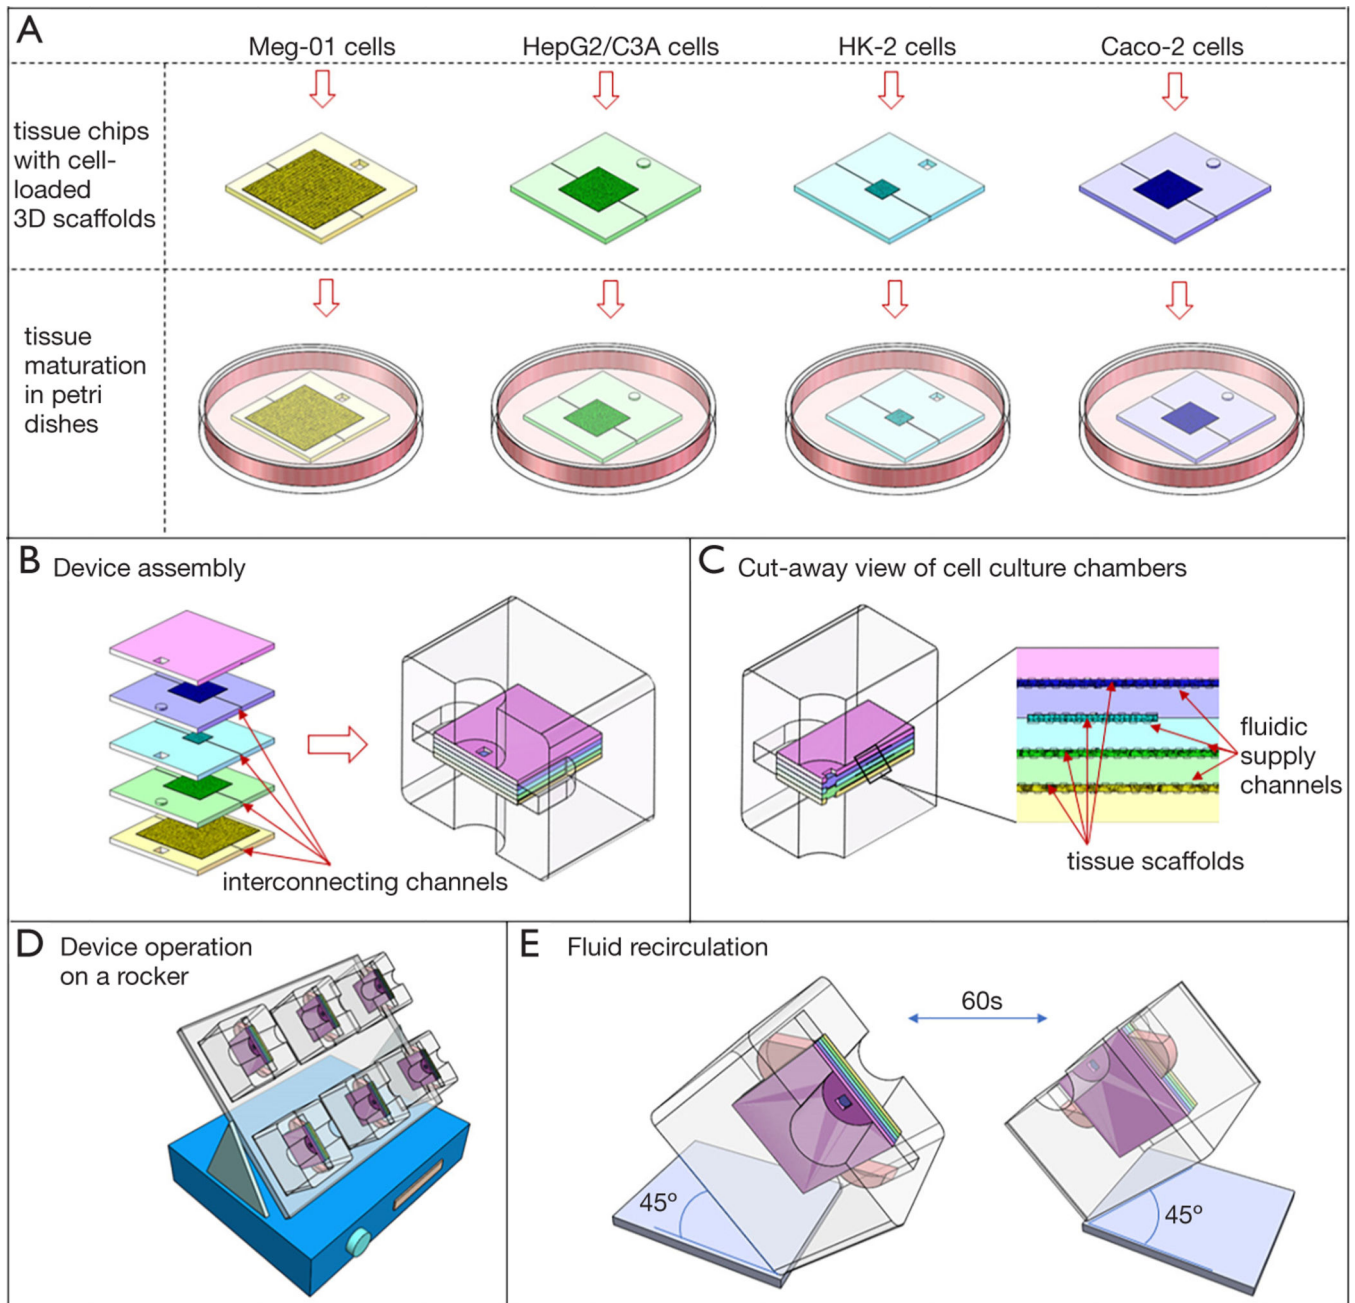 A
Meg-01 cells
HepG2/C3A cells
HK-2 cells
Caco-2 cells
tissue chips
with cell-
loaded
3D scaffolds
tissue
maturation
in petri
dishes
B Device assembly
interconnecting channels
C Cut-away view of cell culture chambers
fluidic
supply
channels
tissue scaffolds
D Device operation
on a rocker
E Fluid recirculation
60s
45º
45º